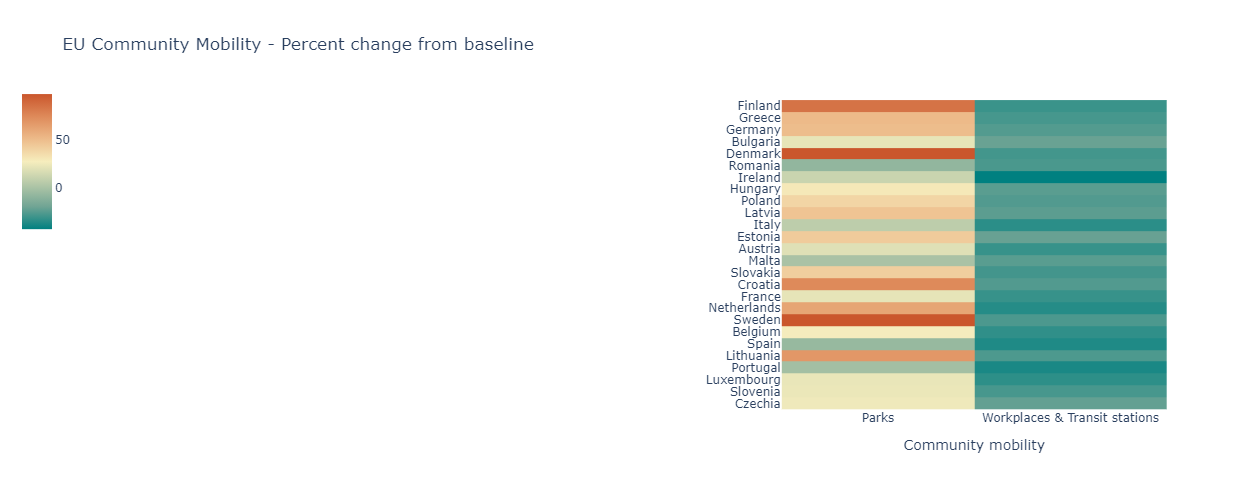 EU Community Mobility - Percent change from baseline
50
0
Finland
Greece
Germany
Bulgaria
Denmark
Romania
Ireland
Hungary
Poland
Latvia
Italy
Estonia
Austria
Malta
Slovakia
Croatia
France
Netherlands
Sweden
Belgium
Spain
Lithuania
Portugal
Luxembourg
Slovenia
Czechia
Parks
Workplaces & Transit stations
Community mobility